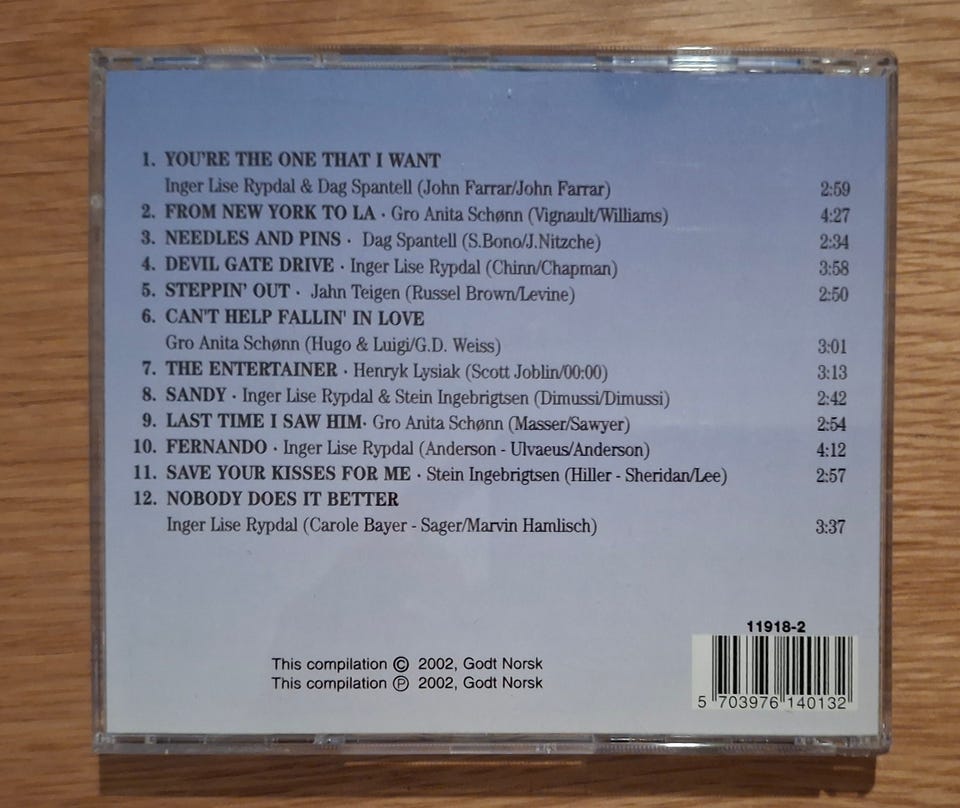 1. YOU'RE THE ONE THAT I WANT
Inger Lise Rypdal & Dag Spantell (John Farrar/John Farrar) 2:59
2. FROM NEW YORK TO LA · Gro Anita Schønn (Vignault/Williams) 4:27
3. NEEDLES AND PINS · Dag Spantell (S.Bono/J.Nitzche) 2:34
4. DEVIL GATE DRIVE · Inger Lise Rypdal (Chinn/Chapman) 3:58
5. STEPPIN' OUT · Jahn Teigen (Russel Brown/Levine) 2:50
6. CAN'T HELP FALLIN' IN LOVE
Gro Anita Schønn (Hugo & Luigi/G.D. Weiss) 3:01
7. THE ENTERTAINER · Henryk Lysiak (Scott Joblin/00:00) 3:13
8. SANDY · Inger Lise Rypdal & Stein Ingebrigtsen (Dimussi/Dimussi) 2:42
9. LAST TIME I SAW HIM · Gro Anita Schønn (Masser/Sawyer) 2:54
10. FERNANDO · Inger Lise Rypdal (Anderson - Ulvaeus/Anderson) 4:12
11. SAVE YOUR KISSES FOR ME · Stein Ingebrigtsen (Hiller - Sheridan/Lee) 2:57
12. NOBODY DOES IT BETTER
Inger Lise Rypdal (Carole Bayer - Sager/Marvin Hamlisch) 3:37
11918-2
This compilation © 2002, Godt Norsk
This compilation ℗ 2002, Godt Norsk
5 703976 140132